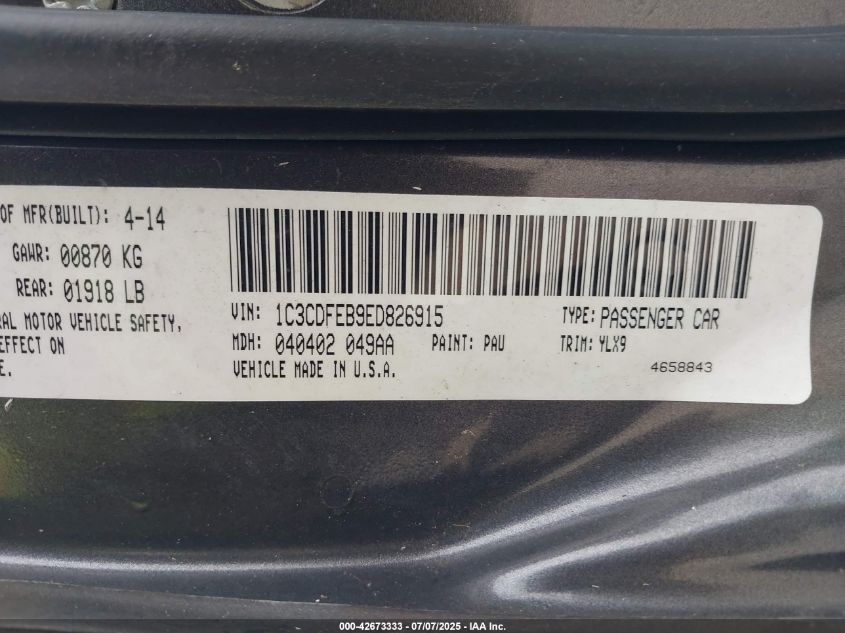 OF MFR(BUILT): 4-14
GAWR: 00870 KG
REAR: 01918 LB
MOTOR VEHICLE SAFETY,
EFFECT ON
VIN: 1C3CDFEB9ED826915
TYPE: PASSENGER CAR
MDH: 040402 049AA PAINT: PAU TRIM: YLX9
VEHICLE MADE IN U.S.A.
4658843
000-42673333 - 07/07/2025 - IAA Inc.